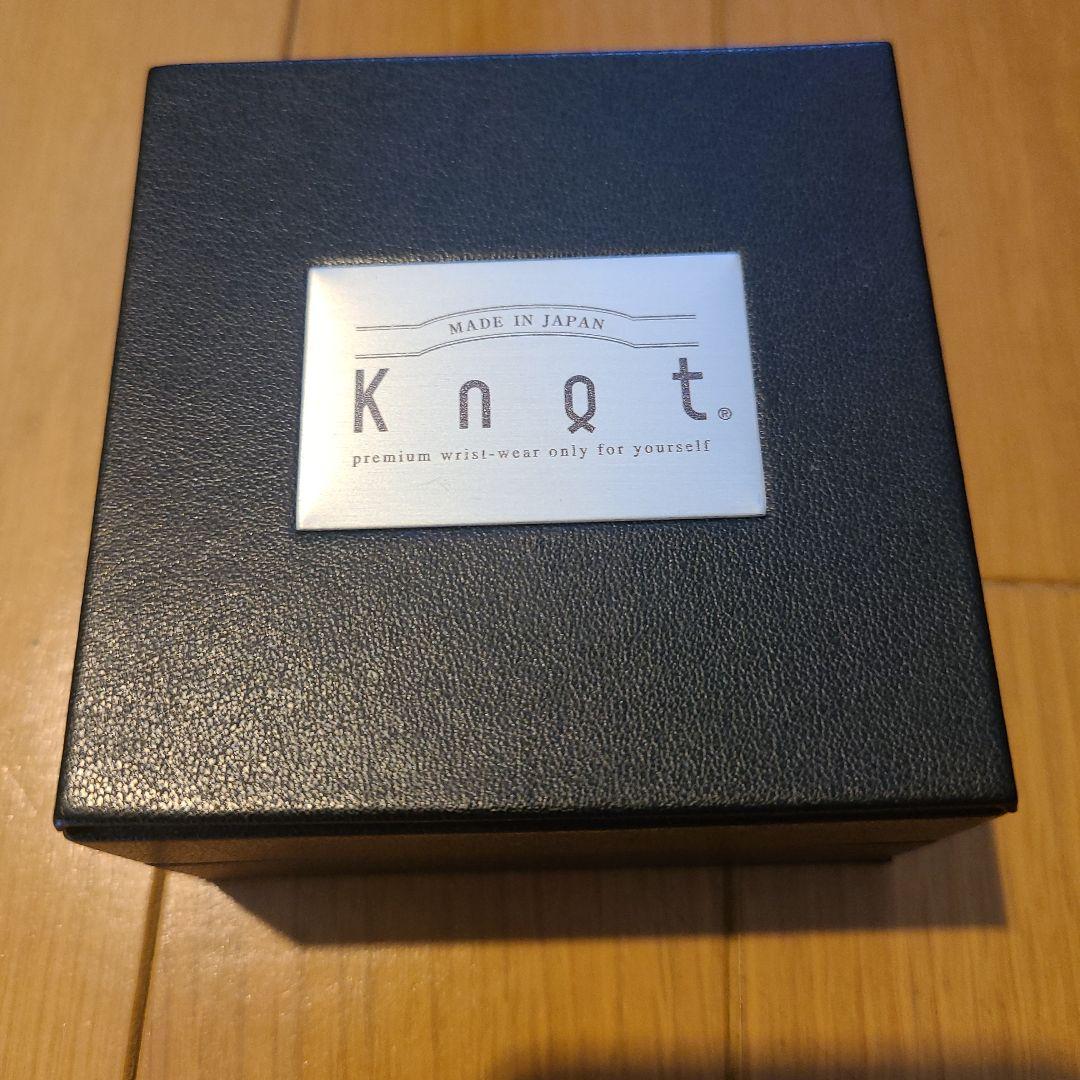 MADE IN JAPAN
Knot®
premium wrist-wear only for yourself